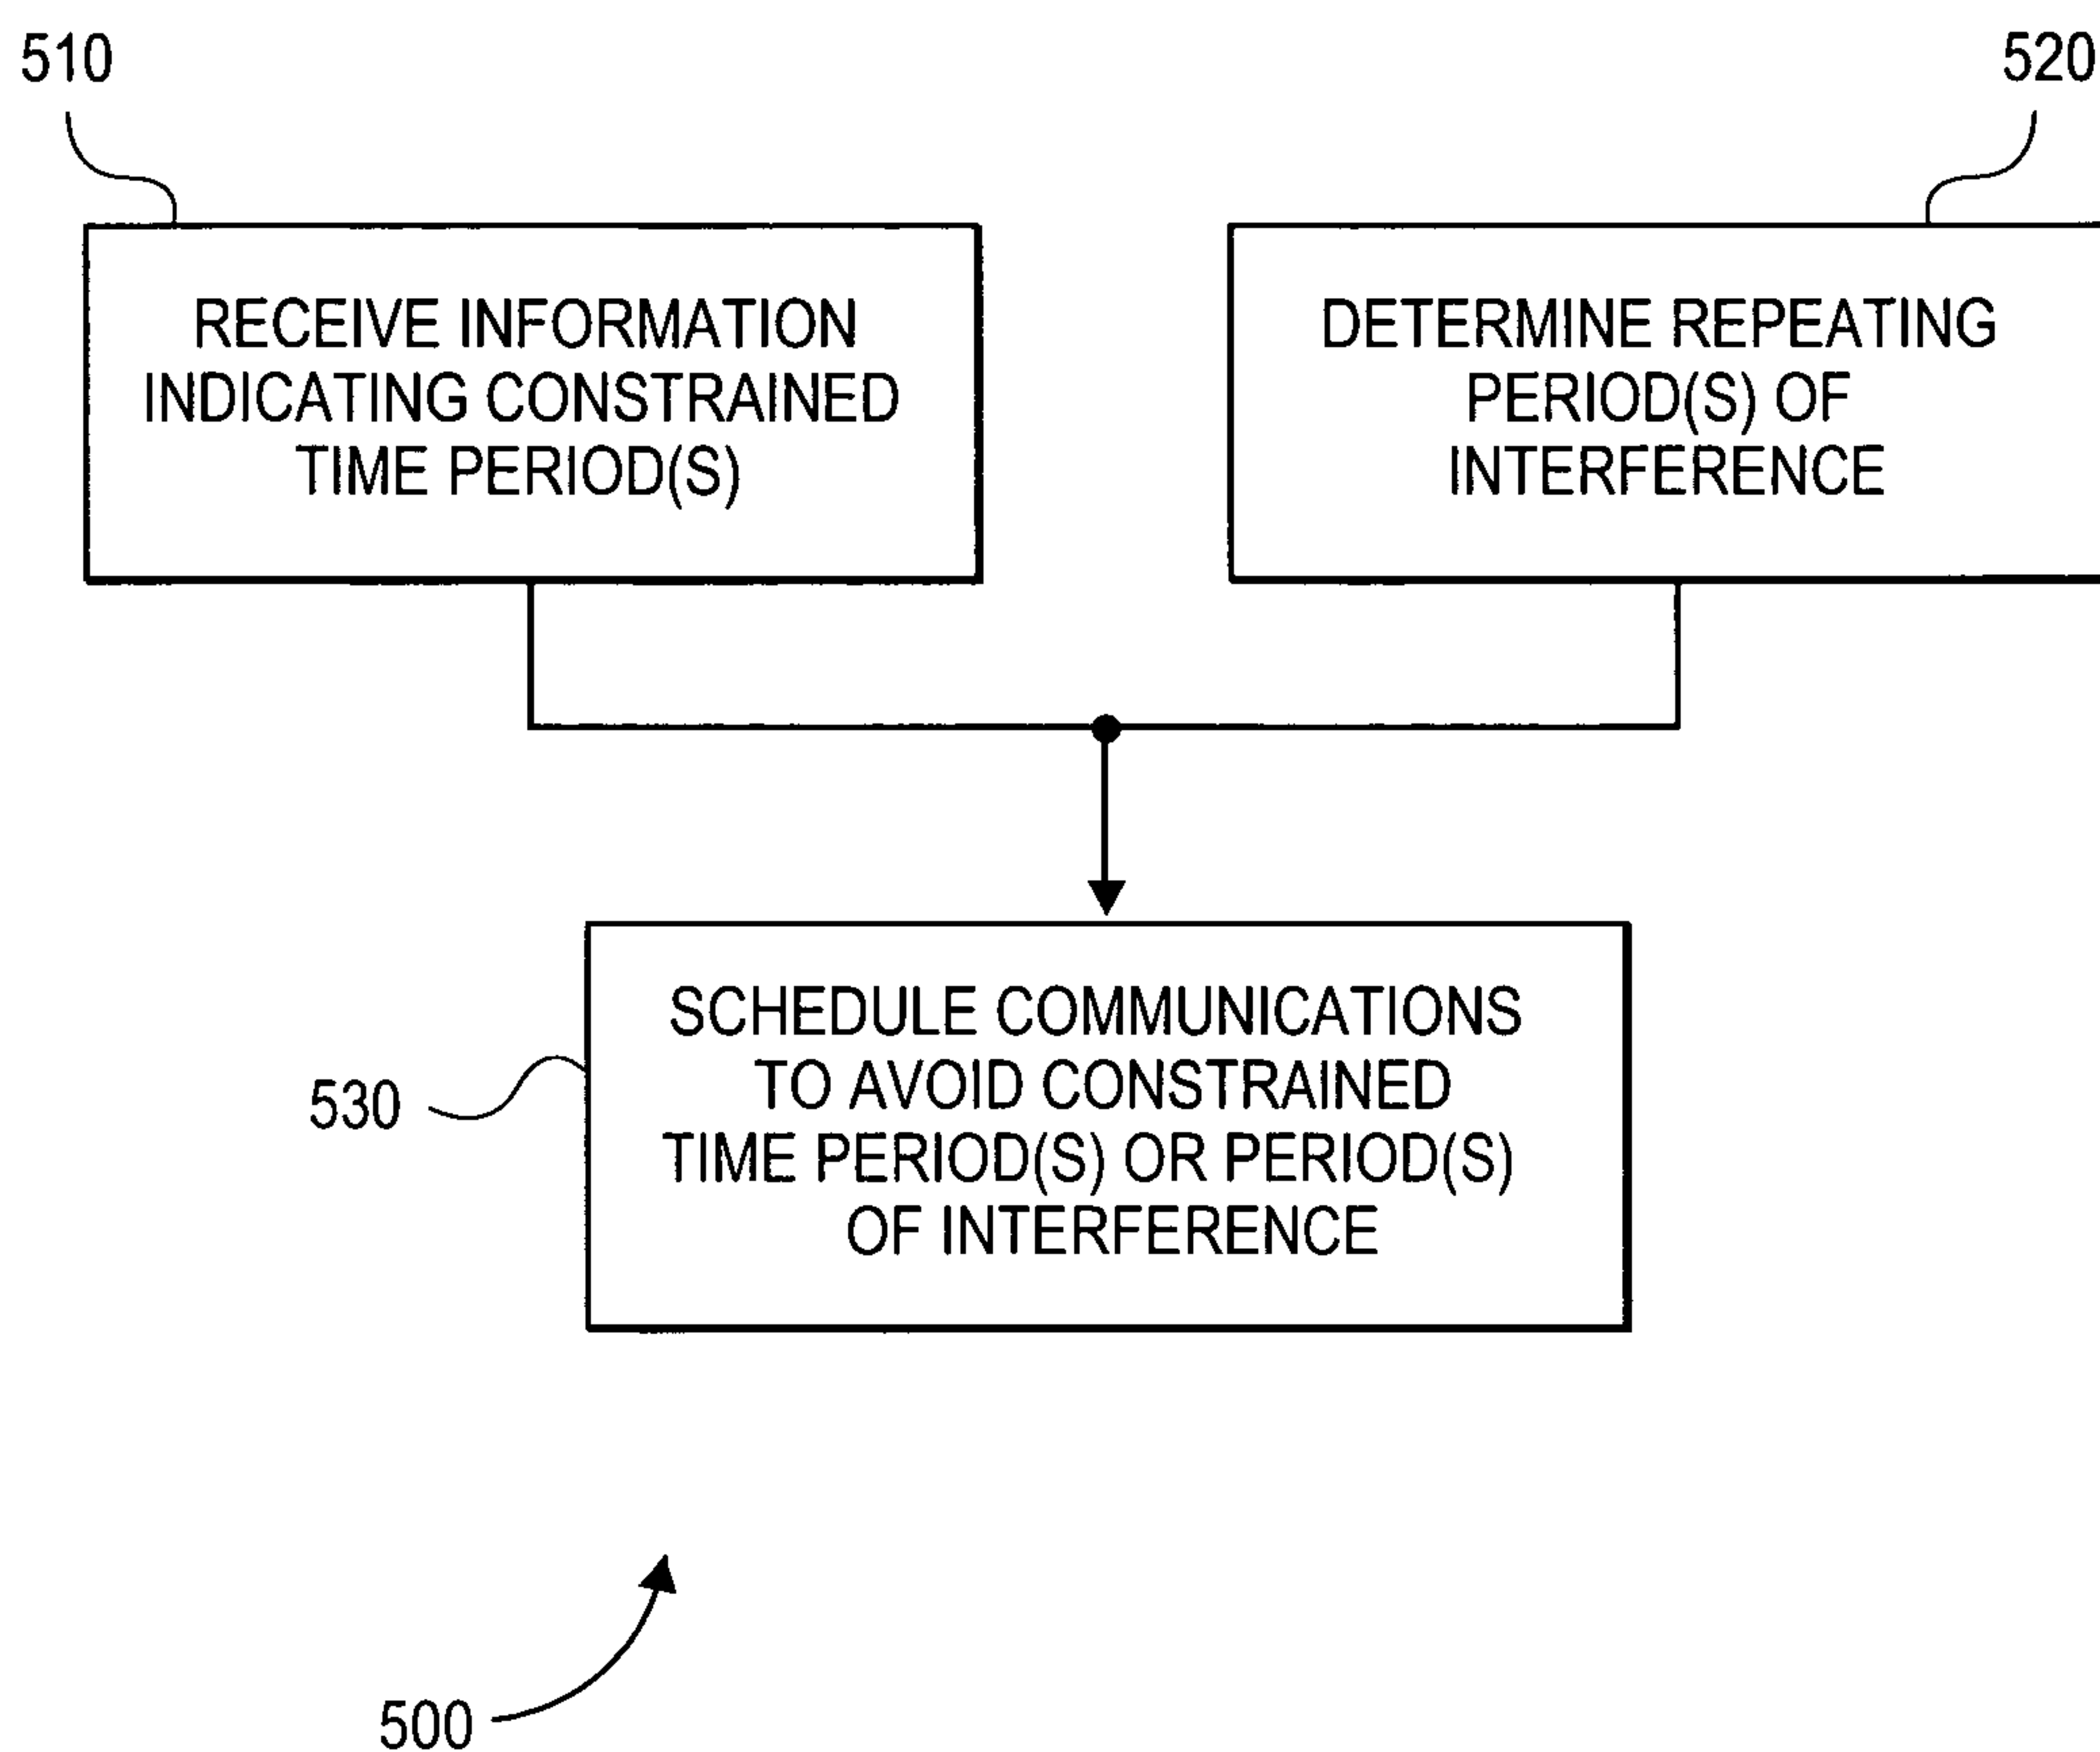 510
520
RECEIVE INFORMATION
INDICATING CONSTRAINED
TIME PERIOD(S)
DETERMINE REPEATING
PERIOD(S) OF
INTERFERENCE
SCHEDULE COMMUNICATIONS
TO AVOID CONSTRAINED
TIME PERIOD(S) OR PERIOD(S)
OF INTERFERENCE
530
500